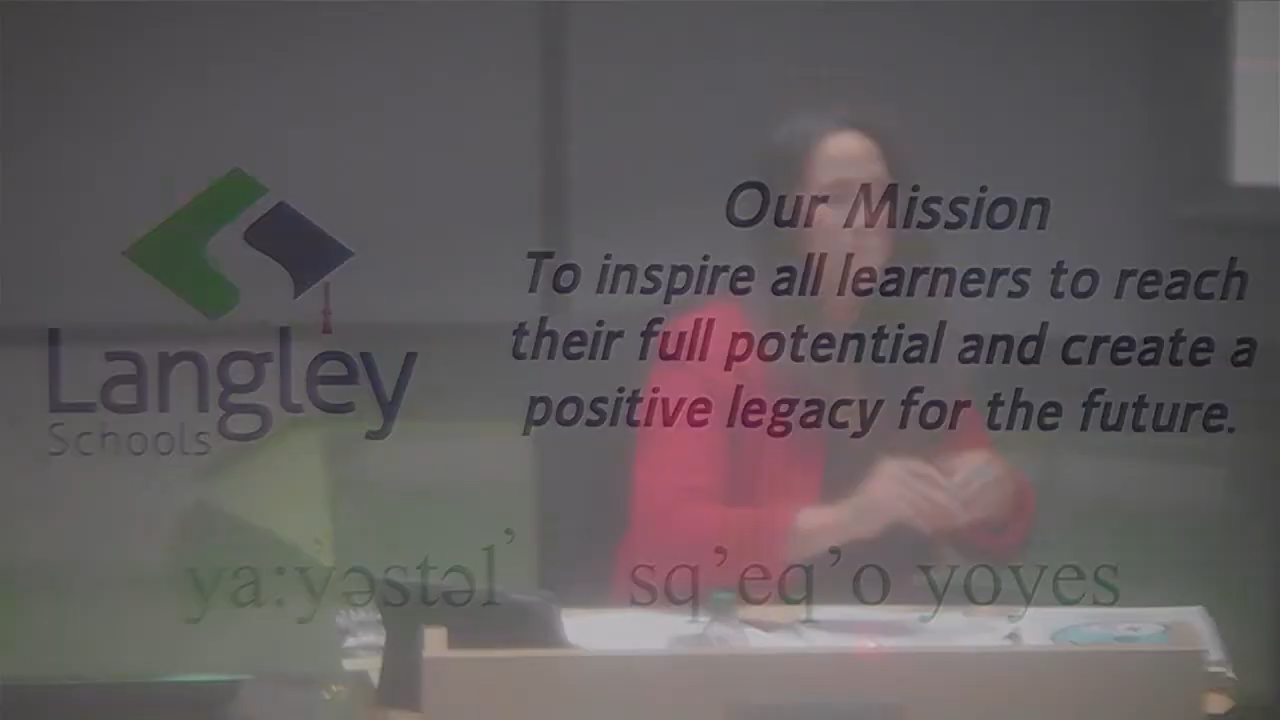 Langley
Schools
Our Mission
To inspire all learners to reach
their full potential and create a
positive legacy for the future.
ya:y̓əstəl̓ sq̓eq̓o yoyes